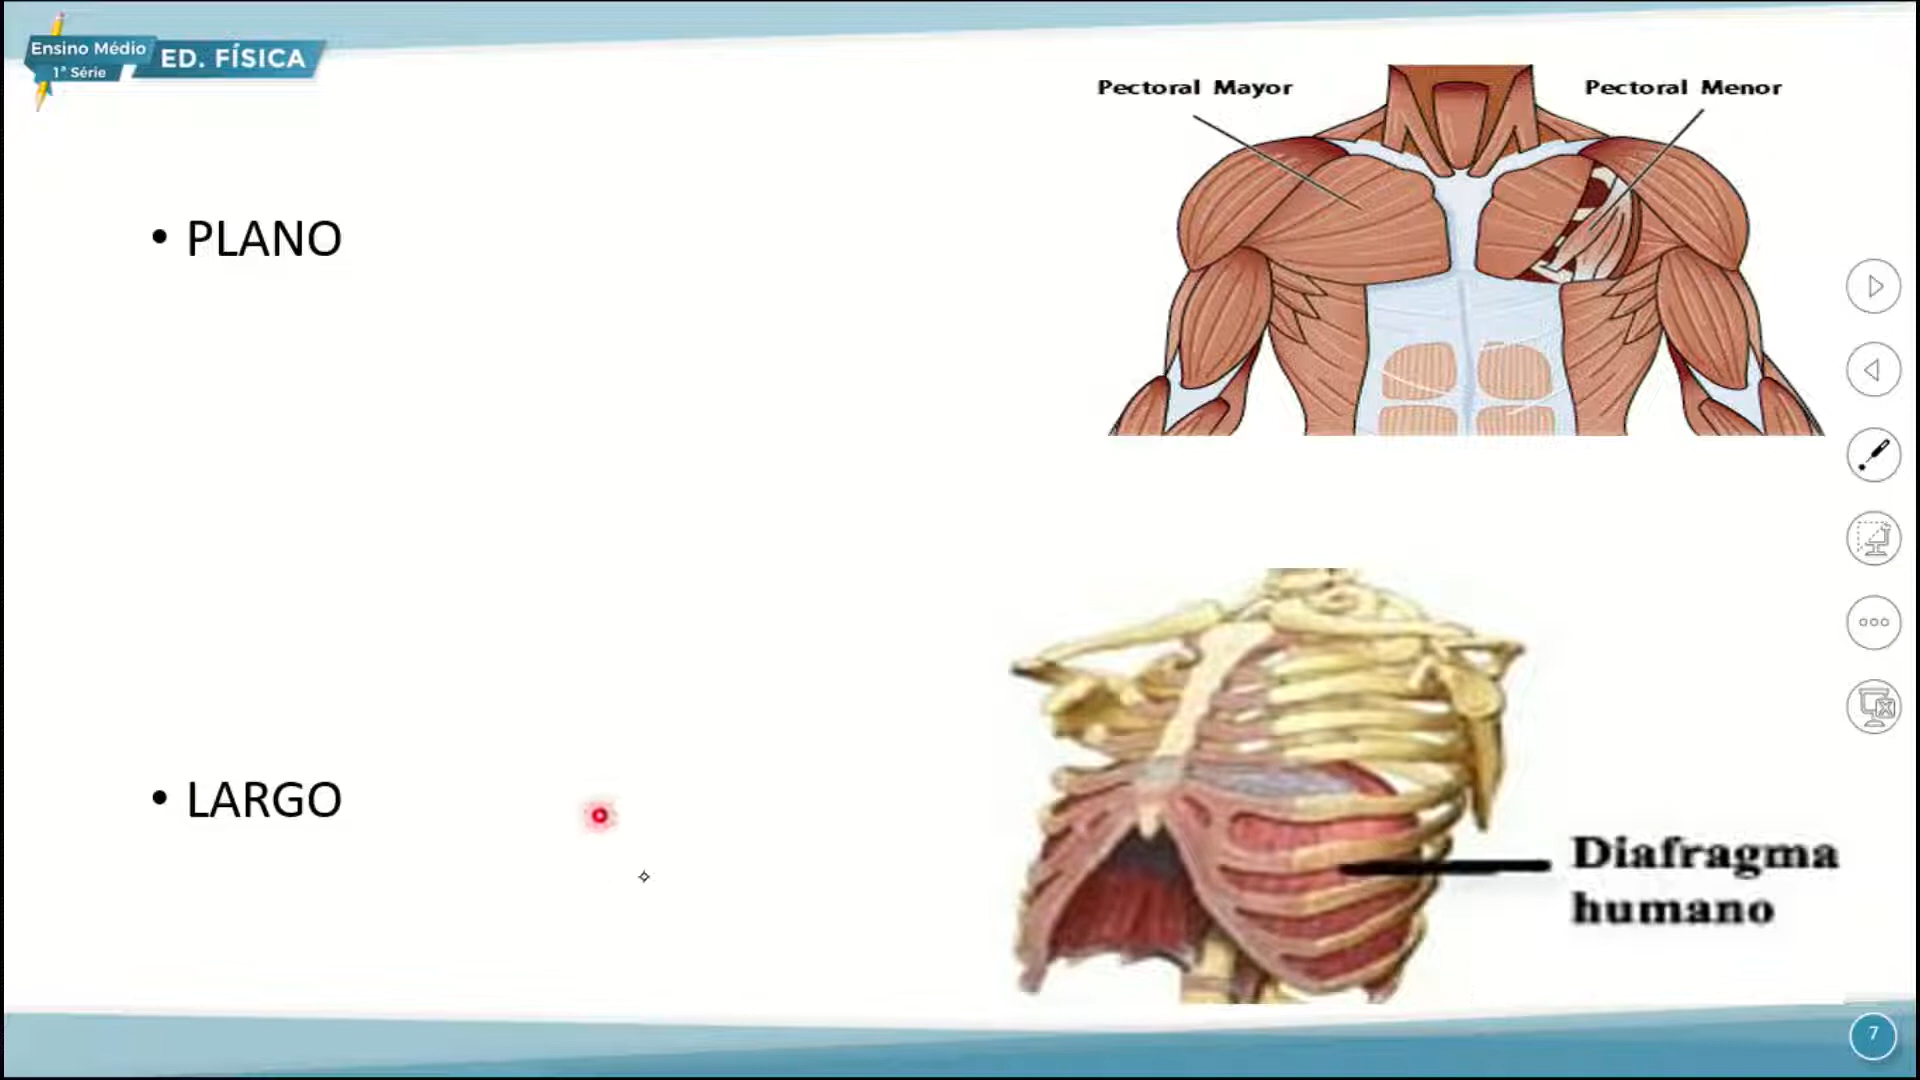 Ensino Médio
1ª Série
ED. FÍSICA
Pectoral Mayor
Pectoral Menor
• PLANO
• LARGO
Diafragma
humano
7